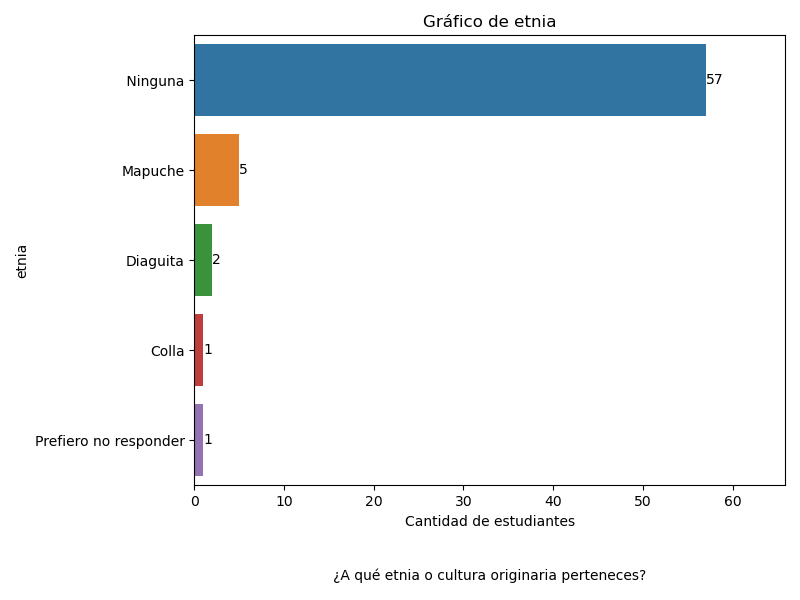 Gráfico de etnia
Ninguna
57
Mapuche
5
Diaguita
2
Colla
1
Prefiero no responder
1
etnia
0 10 20 30 40 50 60
Cantidad de estudiantes
¿A qué etnia o cultura originaria perteneces?